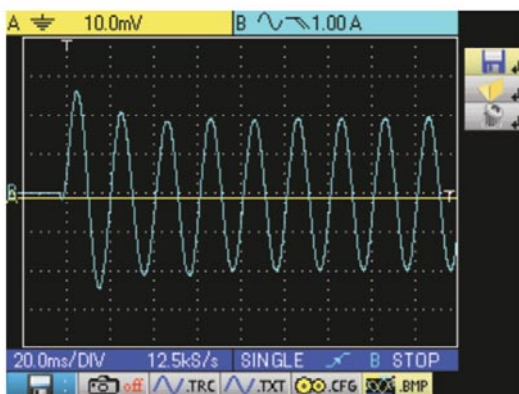 A 10.0mV B 1.00 A
T
B
A
T
20.0ms/DIV 12.5kS/s SINGLE B STOP
: off .TRC .TXT .CFG .BMP